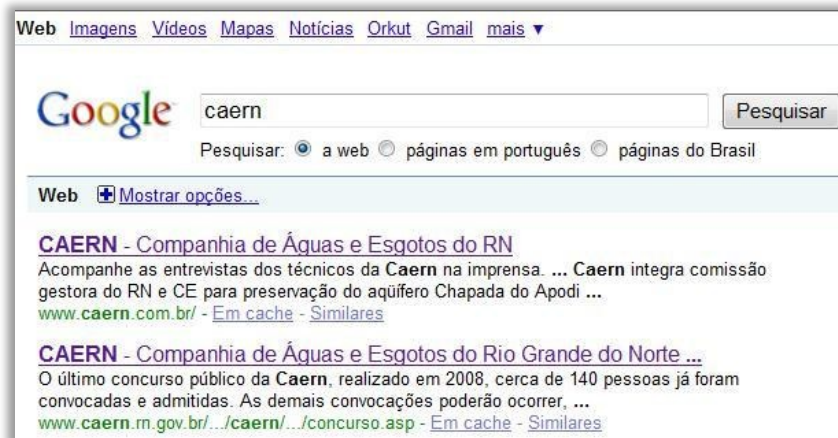 Web Imagens Vídeos Mapas Notícias Orkut Gmail mais ▼
Google caern Pesquisar
Pesquisar: a web páginas em português páginas do Brasil
Web Mostrar opções...
CAERN - Companhia de Águas e Esgotos do RN
Acompanhe as entrevistas dos técnicos da Caern na imprensa. ... Caern integra comissão
gestora do RN e CE para preservação do aqüífero Chapada do Apodi ...
www.caern.com.br/ - Em cache - Similares
CAERN - Companhia de Águas e Esgotos do Rio Grande do Norte ...
O último concurso público da Caern, realizado em 2008, cerca de 140 pessoas já foram
convocadas e admitidas. As demais convocações poderão ocorrer, ...
www.caern.rn.gov.br/.../caern/.../concurso.asp - Em cache - Similares